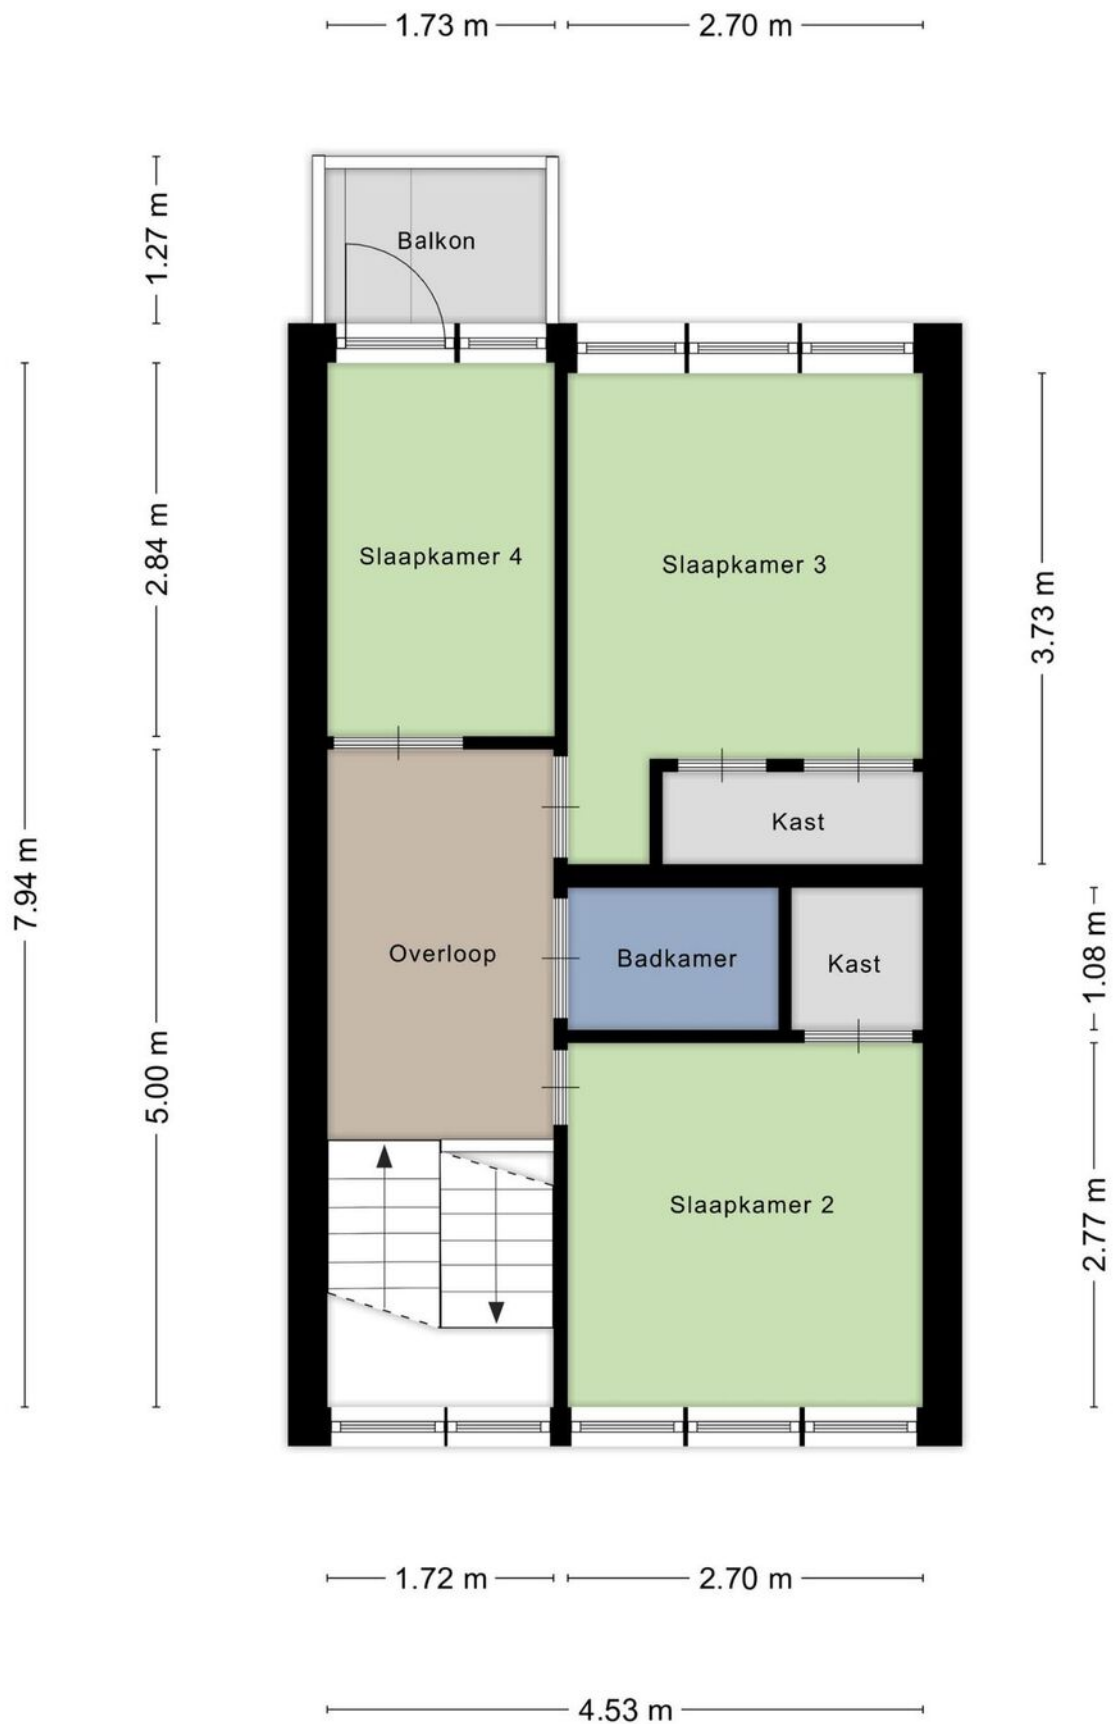 1.73 m
2.70 m
1.27 m
Balkon
2.84 m
Slaapkamer 4
Slaapkamer 3
3.73 m
Kast
7.94 m
Overloop
Badkamer
Kast
1.08 m
5.00 m
Slaapkamer 2
2.77 m
1.72 m
2.70 m
4.53 m